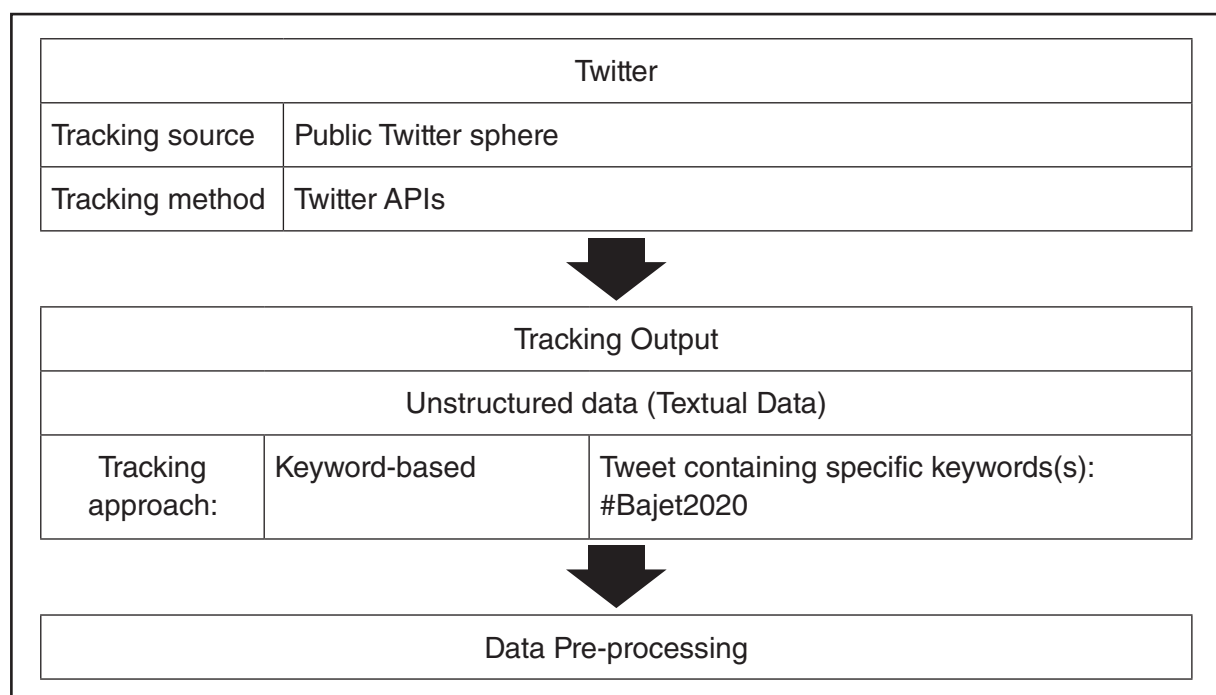 Twitter
Tracking source Public Twitter sphere
Tracking method Twitter APIs
Tracking Output
Unstructured data (Textual Data)
Tracking approach: Keyword-based Tweet containing specific keywords(s):
#Bajet2020
Data Pre-processing